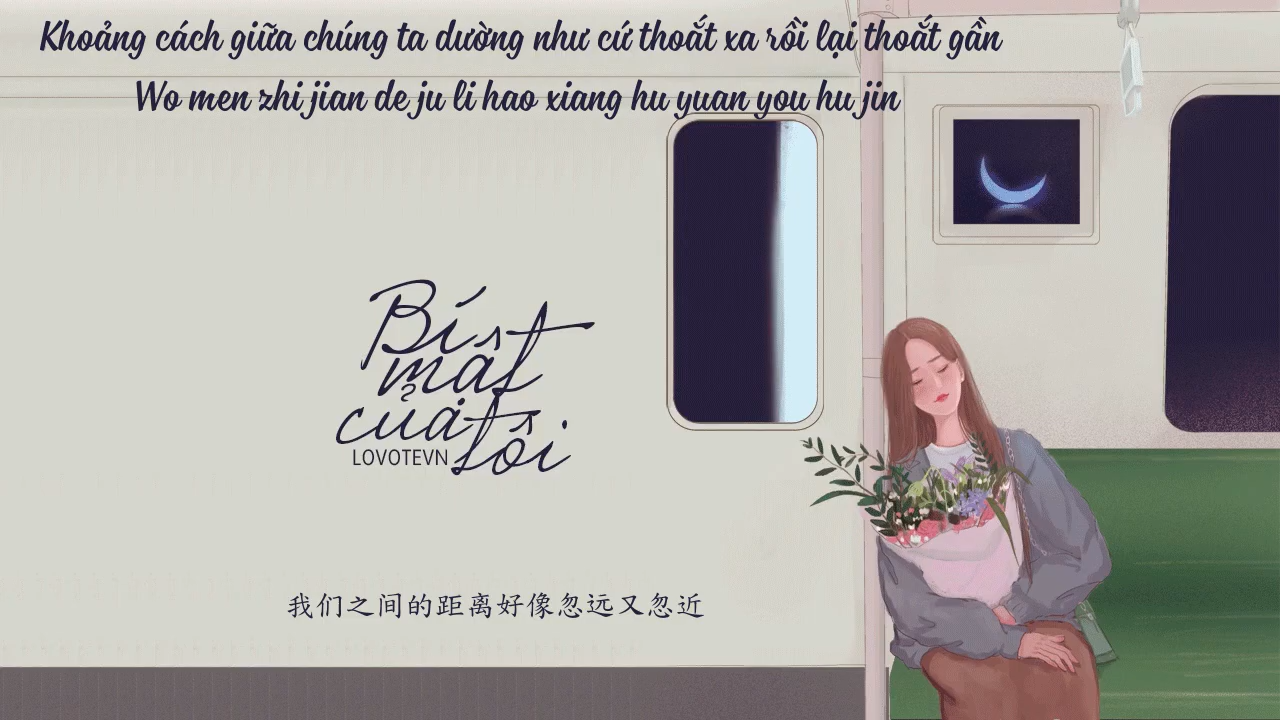 Khoảng cách giữa chúng ta dường như cứ thoắt xa rồi lại thoắt gần
Wo men zhi jian de ju li hao xiang hu yuan you hu jin
Bí
mật
của
tôi
LOVOTEVN
我们之间的距离好像忽远又忽近